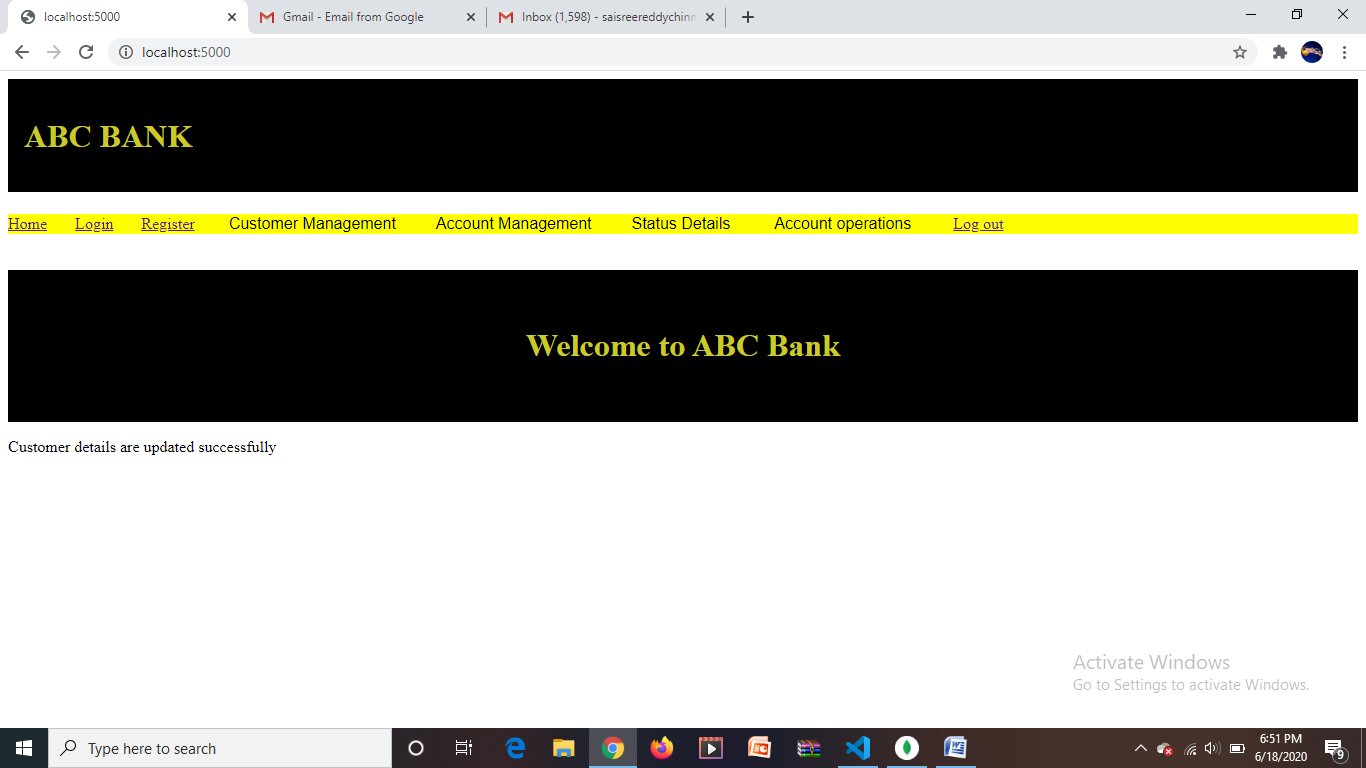 localhost:5000
Gmail - Email from Google
Inbox (1,598) - saisreereddychinn
localhost:5000
ABC BANK
Home Login Register Customer Management Account Management Status Details Account operations Log out
Welcome to ABC Bank
Customer details are updated successfully
Activate Windows
Go to Settings to activate Windows.
Type here to search
6:51 PM
6/18/2020
9